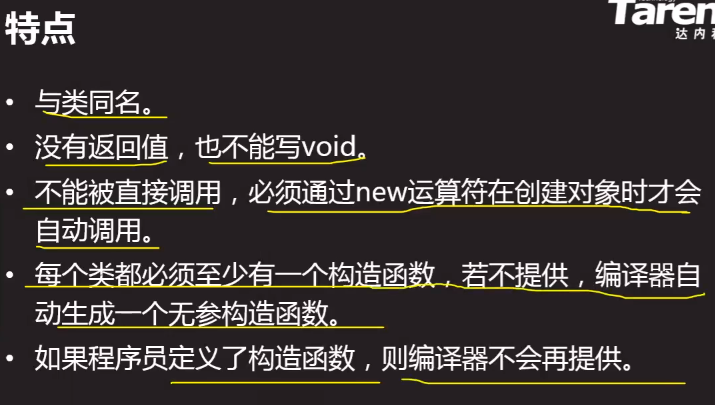 特点
Taren
达内
• 与类同名。
• 没有返回值，也不能写void。
• 不能被直接调用，必须通过new运算符在创建对象时才会
自动调用。
• 每个类都必须至少有一个构造函数，若不提供，编译器自
动生成一个无参构造函数。
• 如果程序员定义了构造函数，则编译器不会再提供。